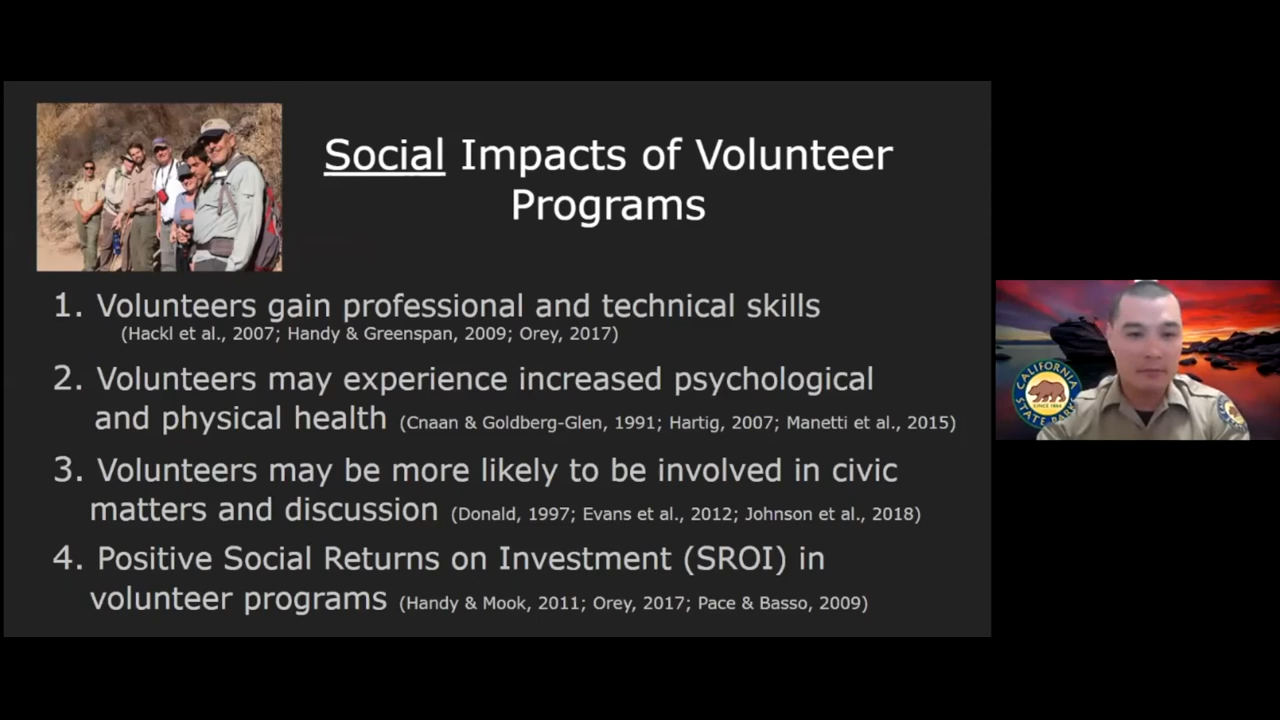 Social Impacts of Volunteer
Programs
1. Volunteers gain professional and technical skills
(Hackl et al., 2007; Handy & Greenspan, 2009; Orey, 2017)
2. Volunteers may experience increased psychological
and physical health (Cnaan & Goldberg-Glen, 1991; Hartig, 2007; Manetti et al., 2015)
3. Volunteers may be more likely to be involved in civic
matters and discussion (Donald, 1997; Evans et al., 2012; Johnson et al., 2018)
4. Positive Social Returns on Investment (SROI) in
volunteer programs (Handy & Mook, 2011; Orey, 2017; Pace & Basso, 2009)
CALIFORNIA
SINCE 1864
STATE PARKS